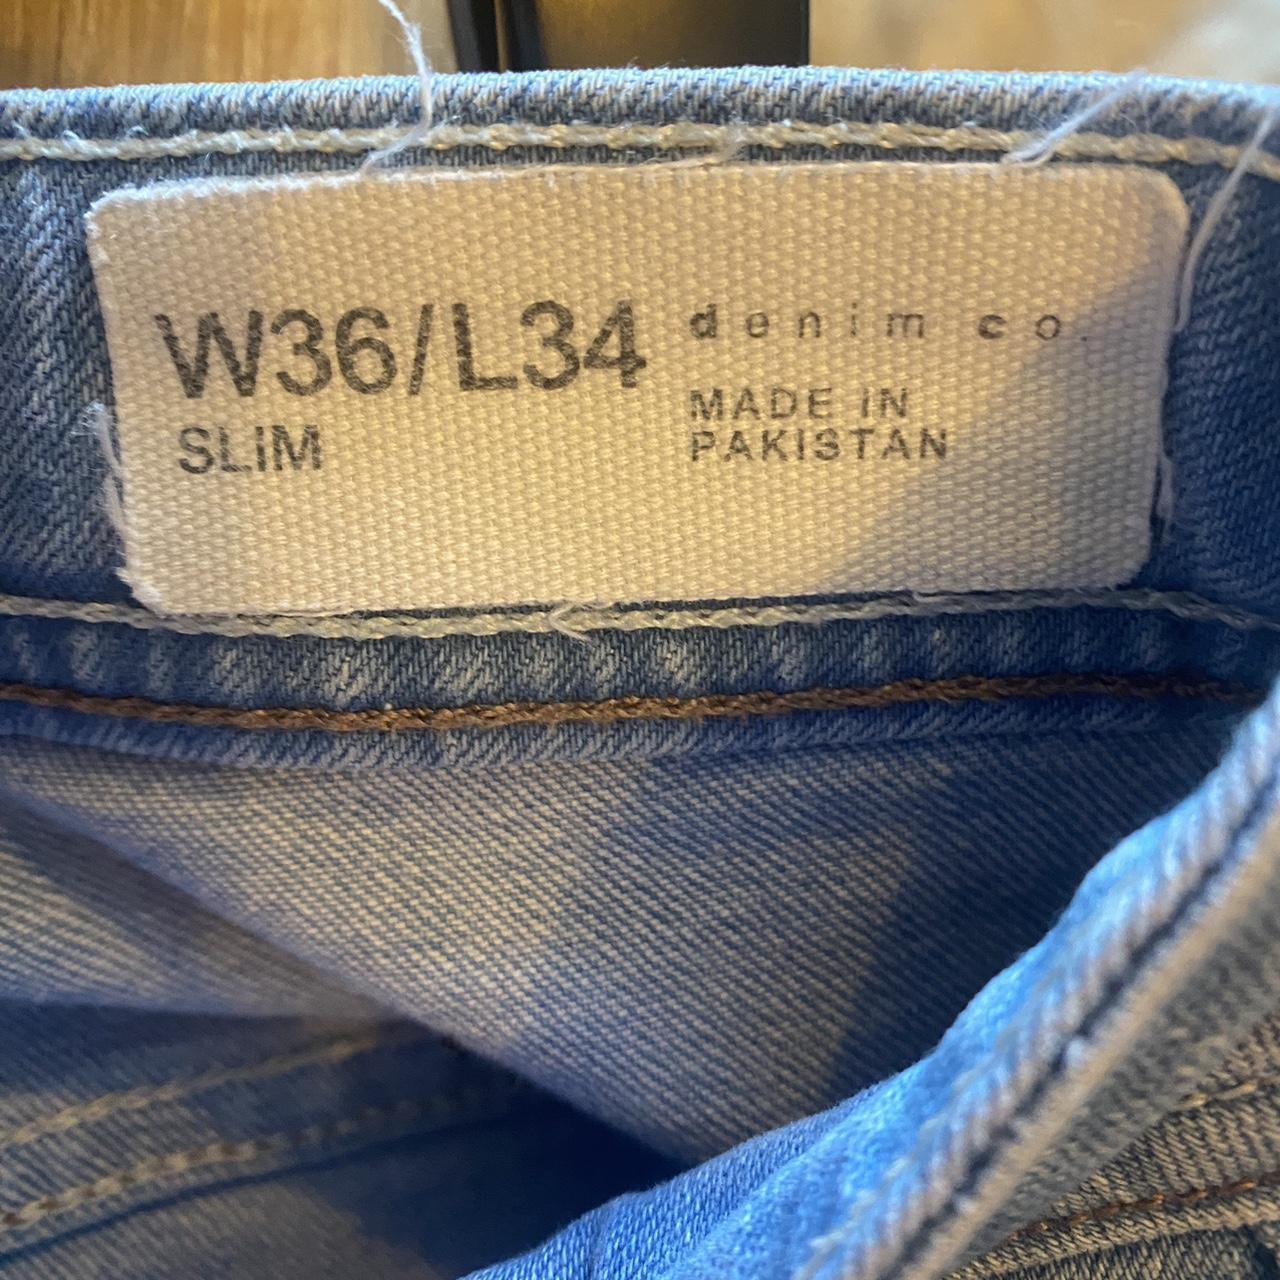 W36/L34
SLIM
denim co.
MADE IN
PAKISTAN